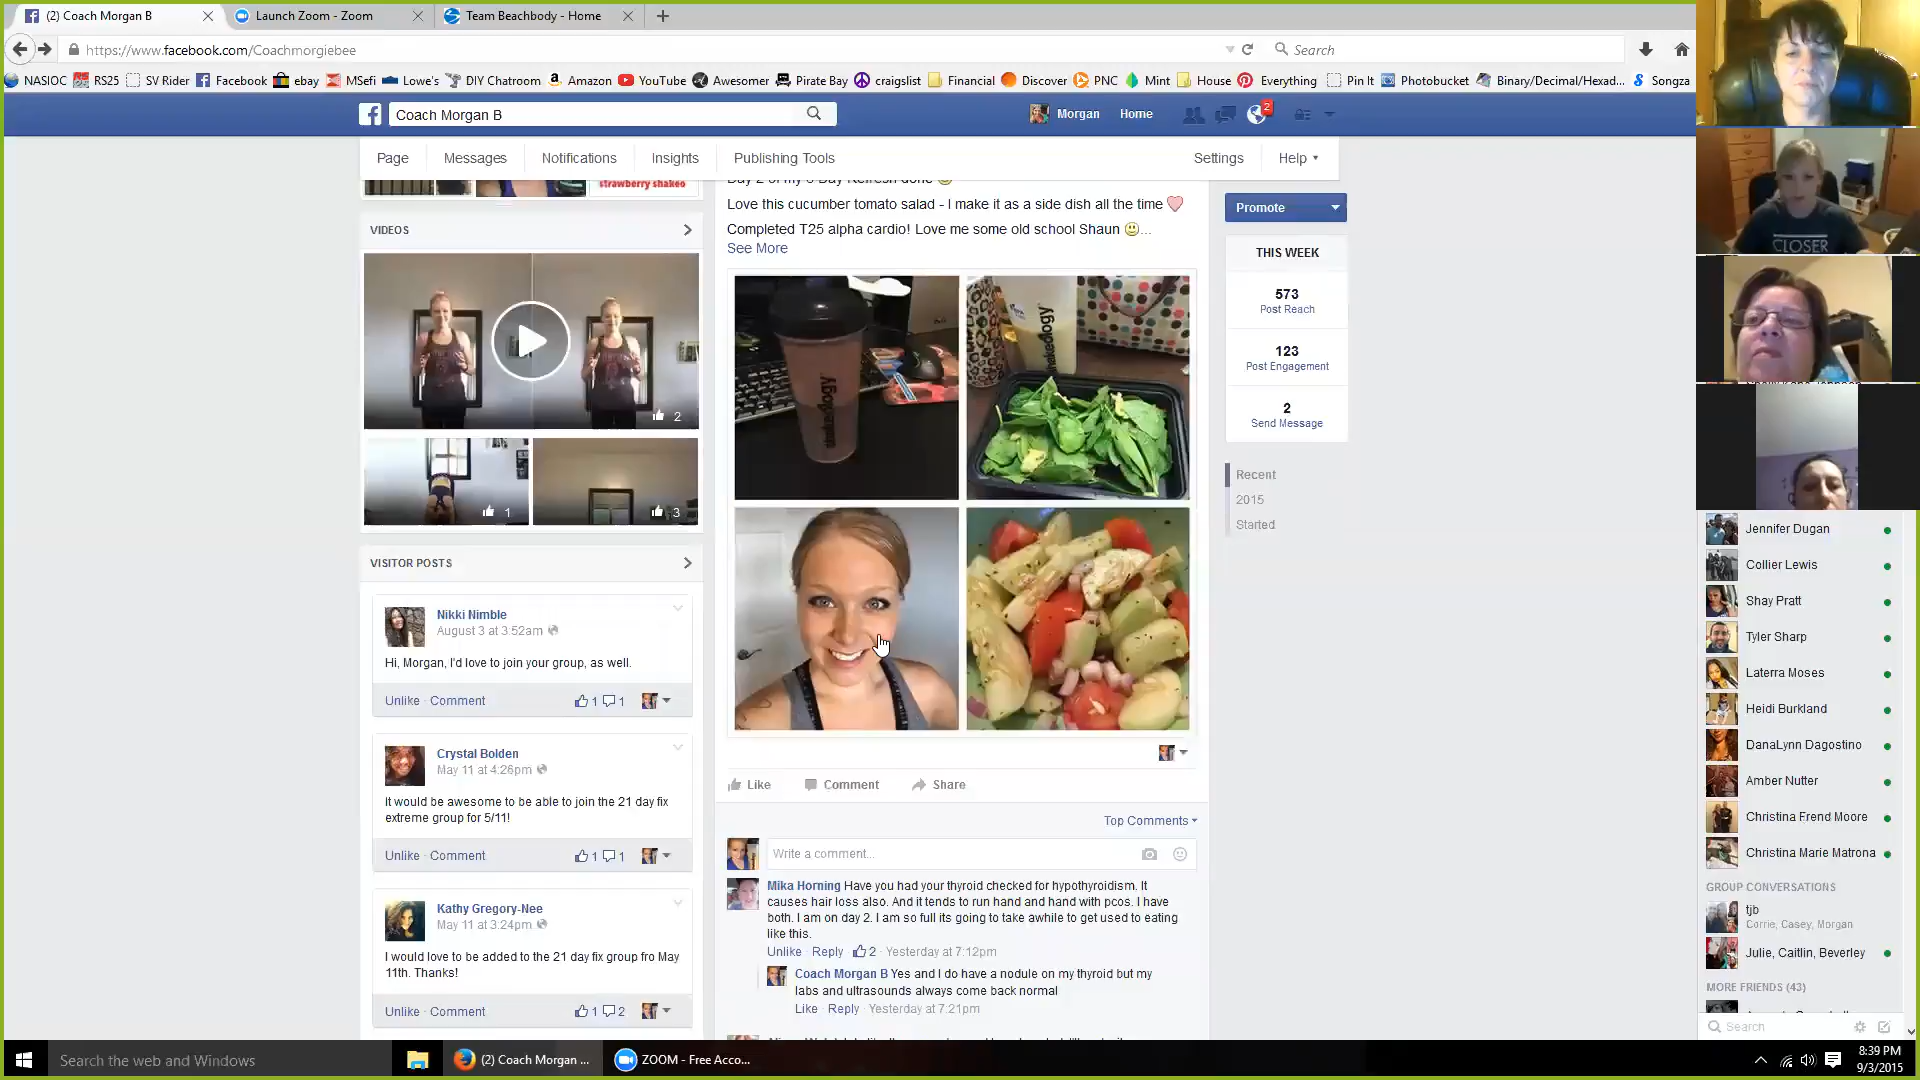 (2) Coach Morgan B
Launch Zoom - Zoom
Team Beachbody - Home
https://www.facebook.com/Coachmorgiebee
Search
NASIOC RS25 SV Rider Facebook ebay MSefi Lowe's DIY Chatroom Amazon YouTube Awesomer Pirate Bay craigslist Financial Discover PNC Mint House Everything Pin It Photobucket Binary/Decimal/Hexad... Songza
Coach Morgan B
Morgan Home
2
Page Messages Notifications Insights Publishing Tools Settings Help
strawberry shakeo
VIDEOS
2
1
3
VISITOR POSTS
Nikki Nimble
August 3 at 3:52am
Hi, Morgan, I'd love to join your group, as well.
Unlike · Comment 1 1
Crystal Bolden
May 11 at 4:26pm
It would be awesome to be able to join the 21 day fix
extreme group for 5/11!
Unlike · Comment 1 1
Kathy Gregory-Nee
May 11 at 3:24pm
I would love to be added to the 21 day fix group fro May
11th. Thanks!
Unlike · Comment 1 2
Love this cucumber tomato salad - I make it as a side dish all the time
Completed T25 alpha cardio! Love me some old school Shaun ...
See More
shakeology
shakeology
Like Comment Share
Top Comments
Write a comment...
Mika Horning Have you had your thyroid checked for hypothyroidism. It
causes hair loss also. And it tends to run hand and hand with pcos. I have
both. I am on day 2. I am so full its going to take awhile to get used to eating
like this.
Unlike · Reply · 2 · Yesterday at 7:12pm
Coach Morgan B Yes and I do have a nodule on my thyroid but my
labs and ultrasounds always come back normal
Like · Reply · Yesterday at 7:21pm
Promote
THIS WEEK
573
Post Reach
123
Post Engagement
2
Send Message
Recent
2015
Started
CLOSER
Jennifer Dugan
Collier Lewis
Shay Pratt
Tyler Sharp
Laterra Moses
Heidi Burkland
DanaLynn Dagostino
Amber Nutter
Christina Frend Moore
Christina Marie Matrona
GROUP CONVERSATIONS
tjb
Corrie, Casey, Morgan
Julie, Caitlin, Beverley
MORE FRIENDS (43)
Search
Search the web and Windows
(2) Coach Morgan ...
ZOOM - Free Acco...
8:39 PM
9/3/2015